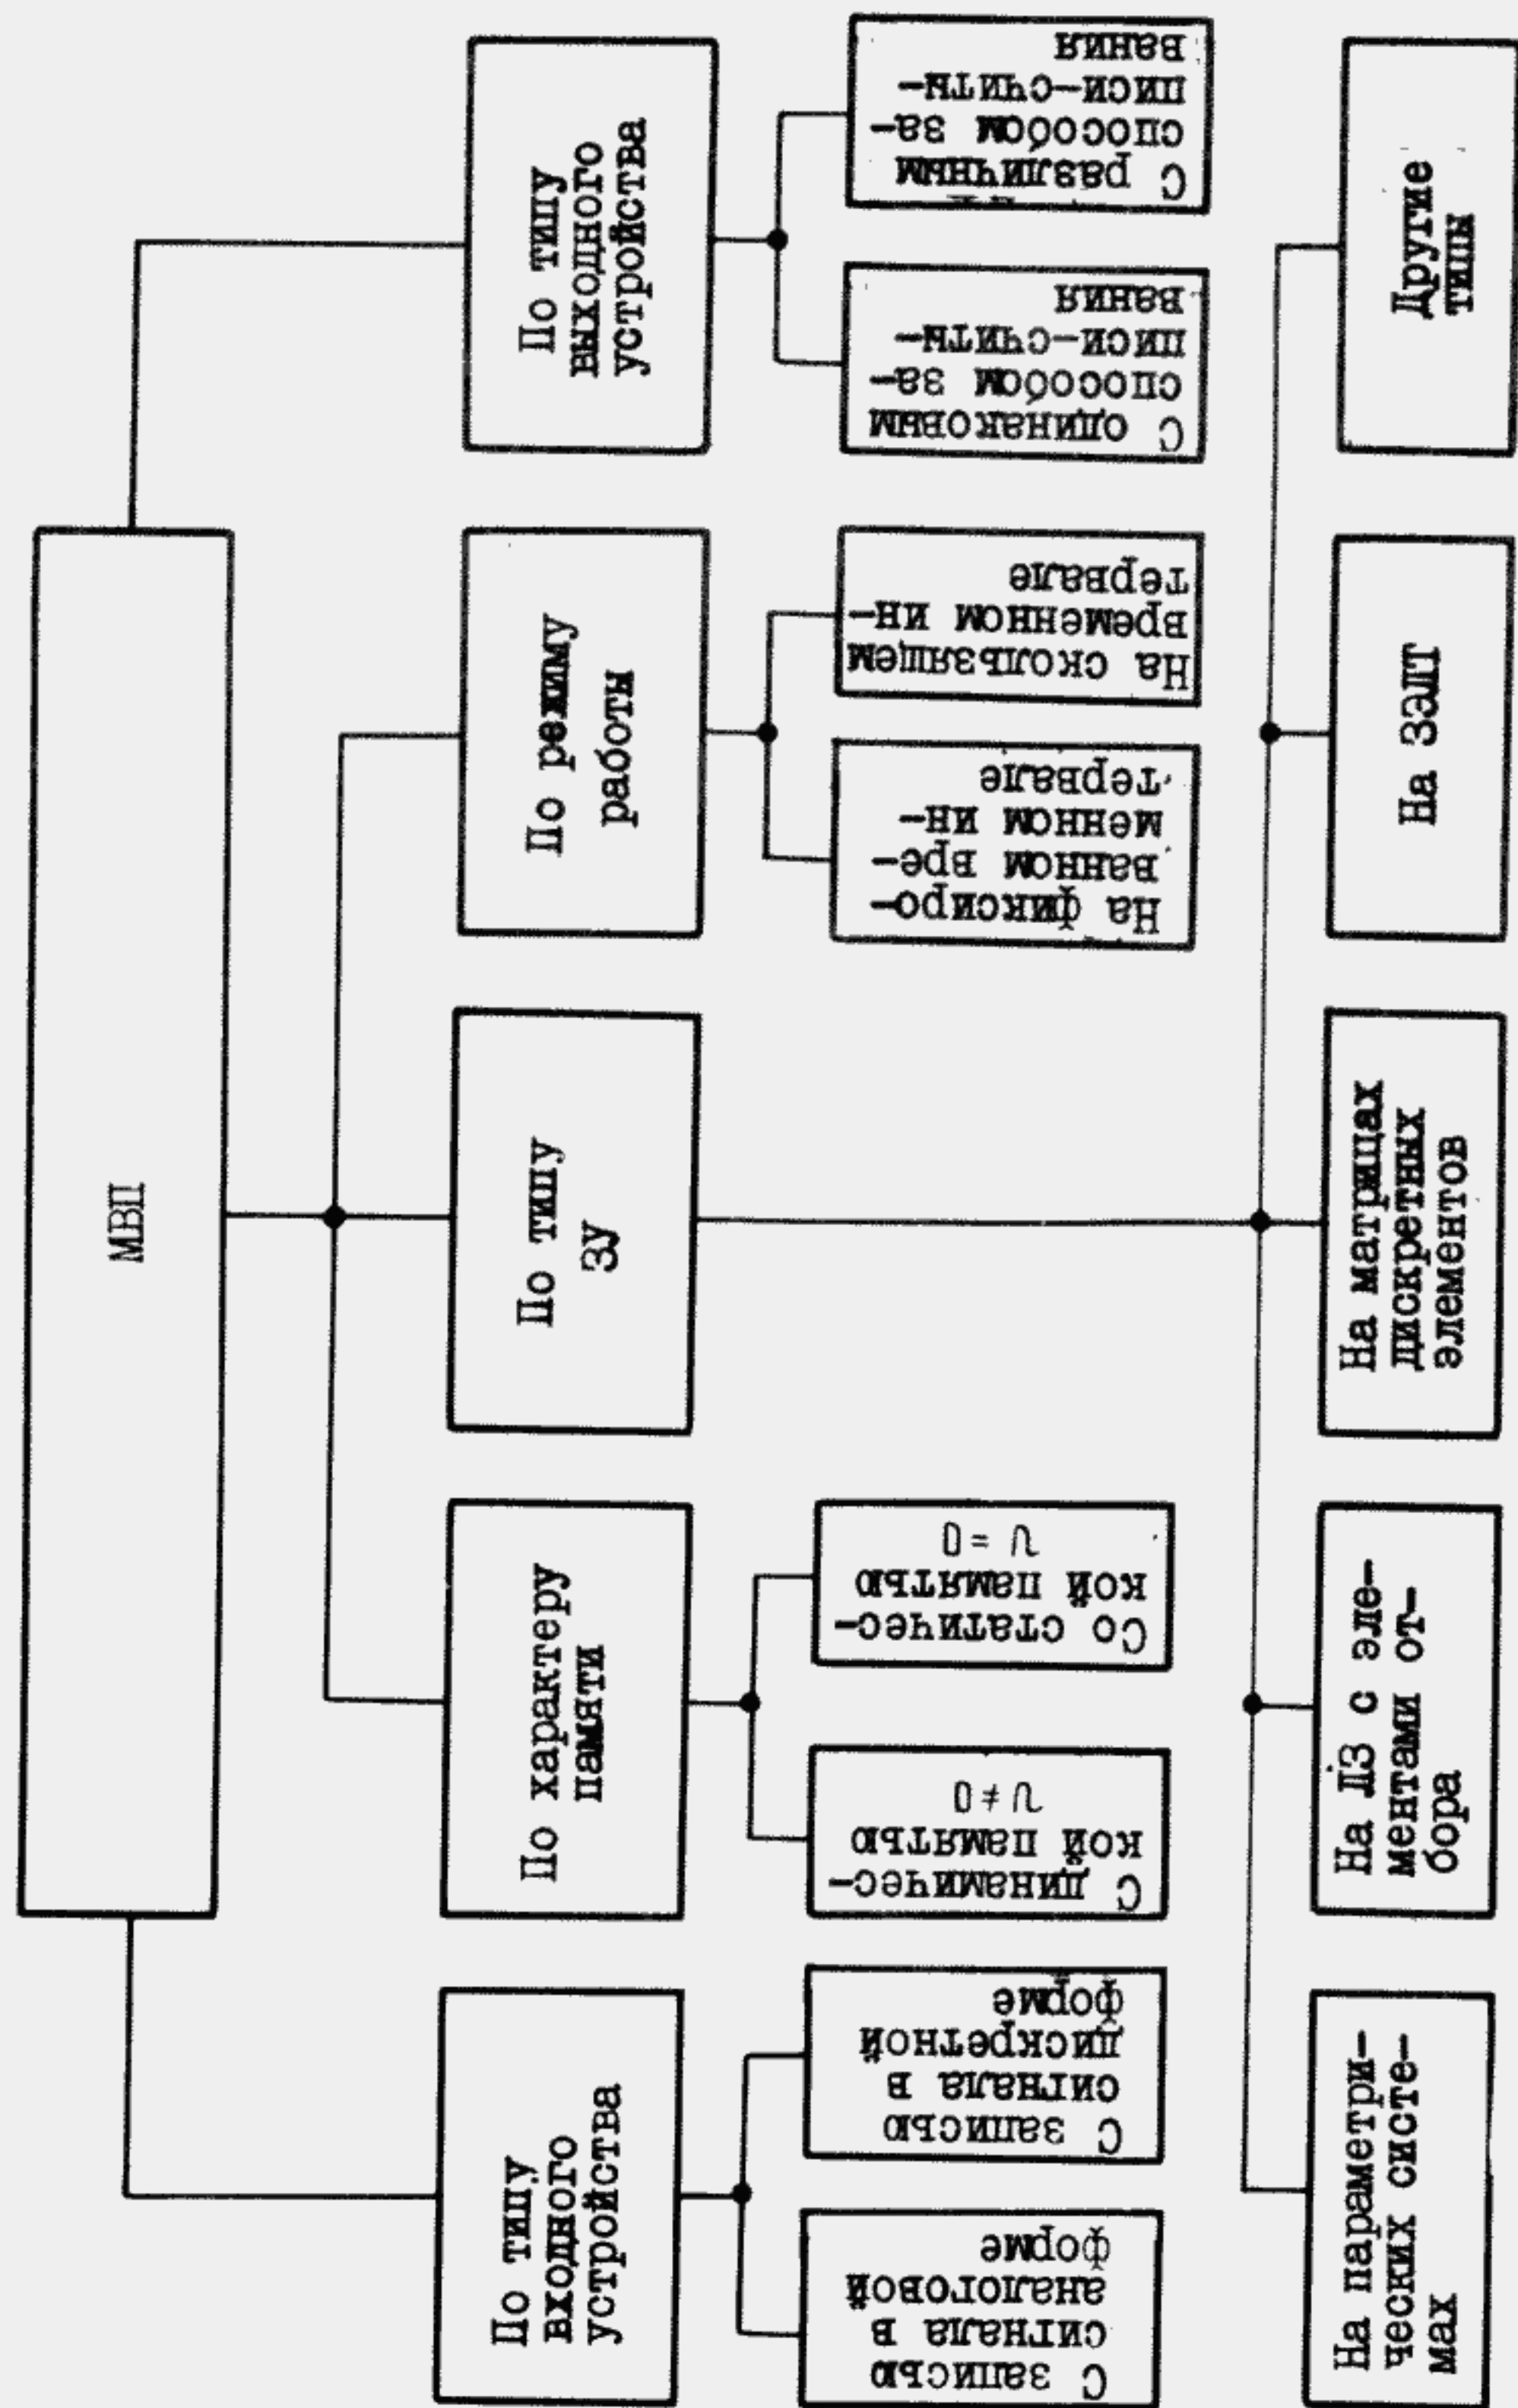 МВП
По типу
входного
устройства
По характеру
памяти
По типу
ЗУ
По режиму
работы
По типу
выходного
устройства
С записью
сигнала в
аналоговой
форме
С записью
сигнала в
дискретной
форме
С динамичес-
кой памятью
v ≠ 0
Со статичес-
кой памятью
v = 0
На фиксиро-
ванном вре-
менном ин-
тервале
На скользящем
временном ин-
тервале
С одинаковым
способом за-
писи-считы-
вания
С различным
способом за-
писи-считы-
вания
На параметри-
ческих систе-
мах
На ДЗ с эле-
ментами от-
бора
На матрицах
дискретных
элементов
На ЗЭЛТ
Другие
типы